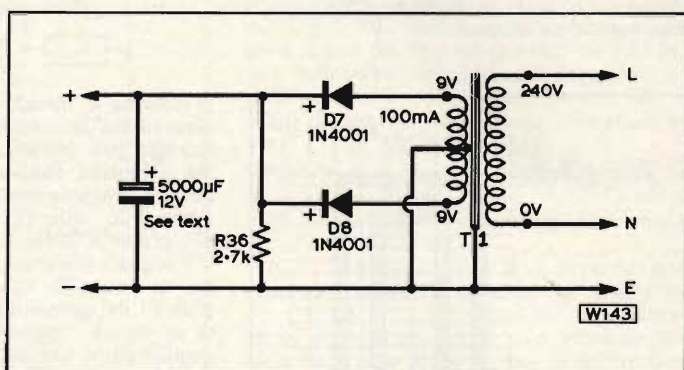 +
9V
240V
L
+
D7
1N4001
100mA
+
5000µF
12V
See text
+
D8
1N4001
9V
0V
N
R36
2·7k
T1
−
E
W143